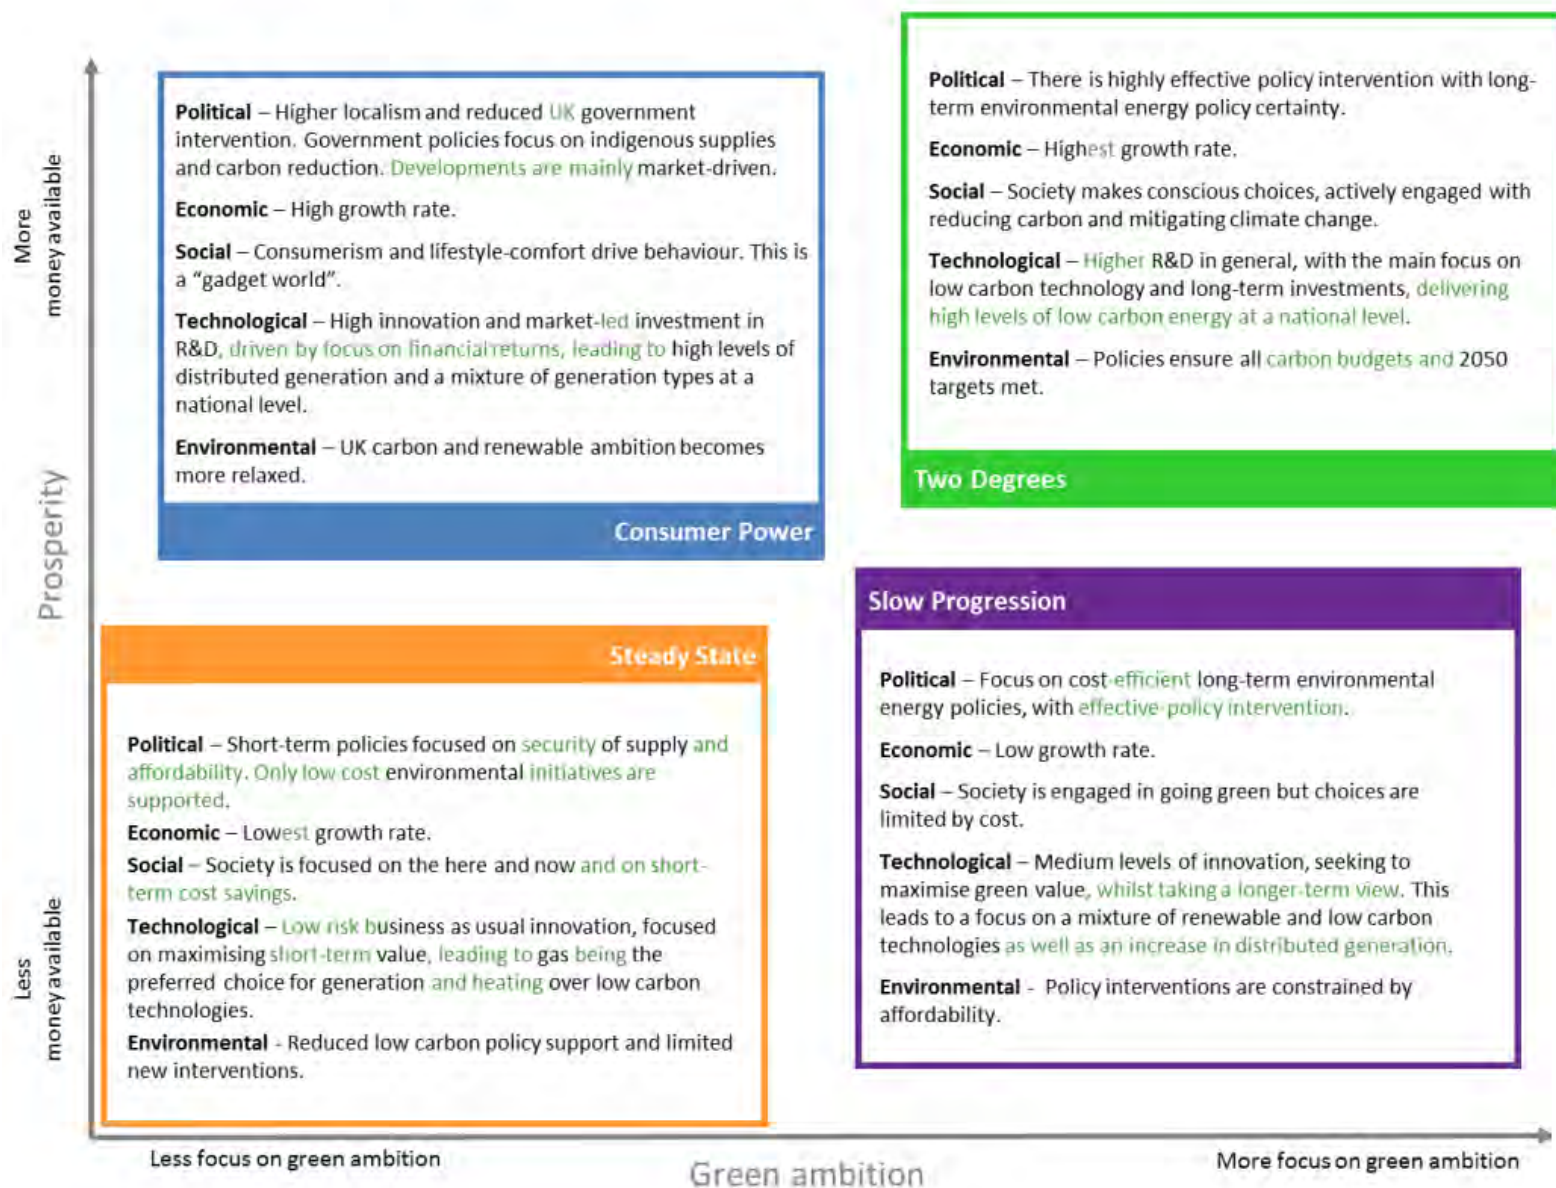 More
money available
Prosperity
Less
money available
Political – Higher localism and reduced UK government
intervention. Government policies focus on indigenous supplies
and carbon reduction. Developments are mainly market-driven.
Economic – High growth rate.
Social – Consumerism and lifestyle-comfort drive behaviour. This is
a “gadget world”.
Technological – High innovation and market-led investment in
R&D, driven by focus on financial returns, leading to high levels of
distributed generation and a mixture of generation types at a
national level.
Environmental – UK carbon and renewable ambition becomes
more relaxed.
Consumer Power
Political – There is highly effective policy intervention with long-
term environmental energy policy certainty.
Economic – Highest growth rate.
Social – Society makes conscious choices, actively engaged with
reducing carbon and mitigating climate change.
Technological – Higher R&D in general, with the main focus on
low carbon technology and long-term investments, delivering
high levels of low carbon energy at a national level.
Environmental – Policies ensure all carbon budgets and 2050
targets met.
Two Degrees
Steady State
Political – Short-term policies focused on security of supply and
affordability. Only low cost environmental initiatives are
supported.
Economic – Lowest growth rate.
Social – Society is focused on the here and now and on short-
term cost savings.
Technological – Low risk business as usual innovation, focused
on maximising short-term value, leading to gas being the
preferred choice for generation and heating over low carbon
technologies.
Environmental - Reduced low carbon policy support and limited
new interventions.
Slow Progression
Political – Focus on cost-efficient long-term environmental
energy policies, with effective policy intervention.
Economic – Low growth rate.
Social – Society is engaged in going green but choices are
limited by cost.
Technological – Medium levels of innovation, seeking to
maximise green value, whilst taking a longer-term view. This
leads to a focus on a mixture of renewable and low carbon
technologies as well as an increase in distributed generation.
Environmental - Policy interventions are constrained by
affordability.
Less focus on green ambition
Green ambition
More focus on green ambition